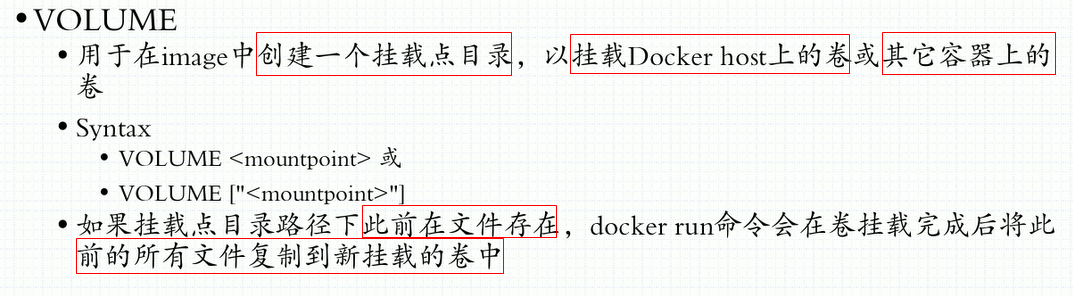 •VOLUME
• 用于在image中创建一个挂载点目录，以挂载Docker host上的卷或其它容器上的
卷
• Syntax
• VOLUME <mountpoint> 或
• VOLUME ["<mountpoint>"]
• 如果挂载点目录路径下此前在文件存在，docker run命令会在卷挂载完成后将此
前的所有文件复制到新挂载的卷中